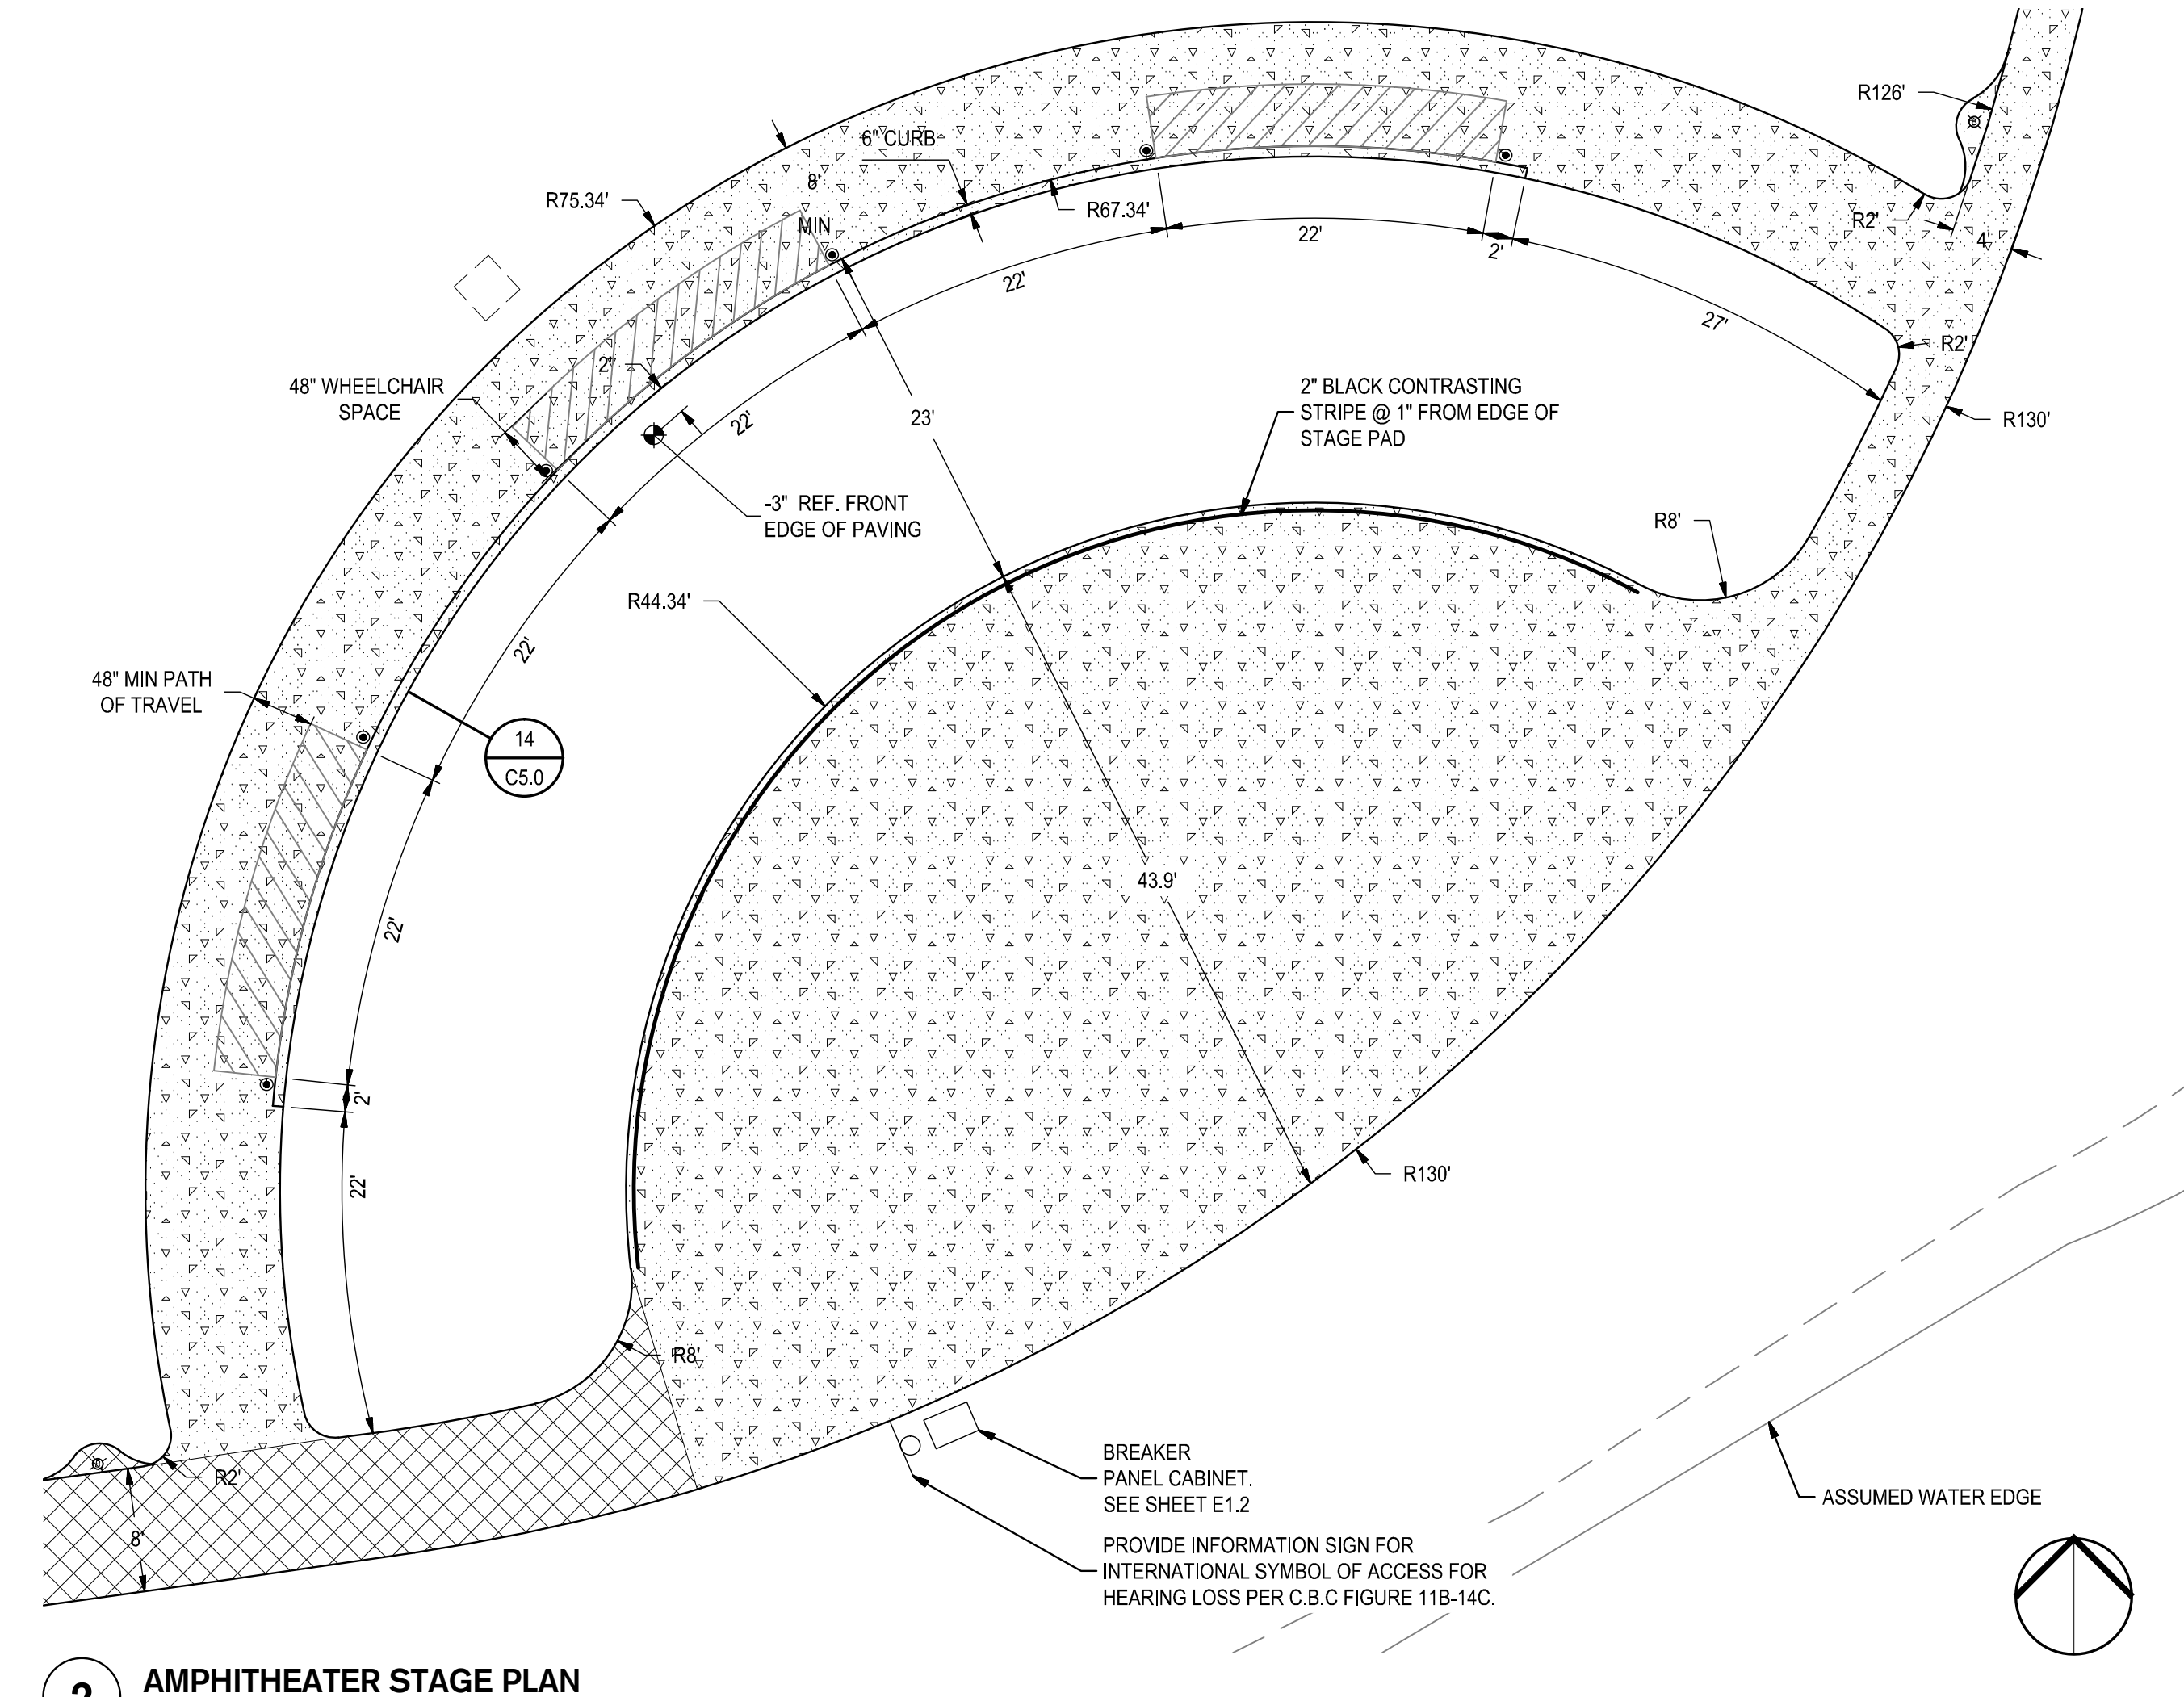 R126'
6" CURB
8'
MIN
R75.34'
R67.34'
R2'
4'
22'
2'
22'
27'
R2'
48" WHEELCHAIR
SPACE
2'
22'
23'
2" BLACK CONTRASTING
STRIPE @ 1" FROM EDGE OF
STAGE PAD
R130'
-3" REF. FRONT
EDGE OF PAVING
R8'
R44.34'
22'
48" MIN PATH
OF TRAVEL
14
C5.0
43.9'
22'
2'
22'
R130'
R8'
R2'
8'
BREAKER
PANEL CABINET.
SEE SHEET E1.2
ASSUMED WATER EDGE
PROVIDE INFORMATION SIGN FOR
INTERNATIONAL SYMBOL OF ACCESS FOR
HEARING LOSS PER C.B.C FIGURE 11B-14C.
2
AMPHITHEATER STAGE PLAN